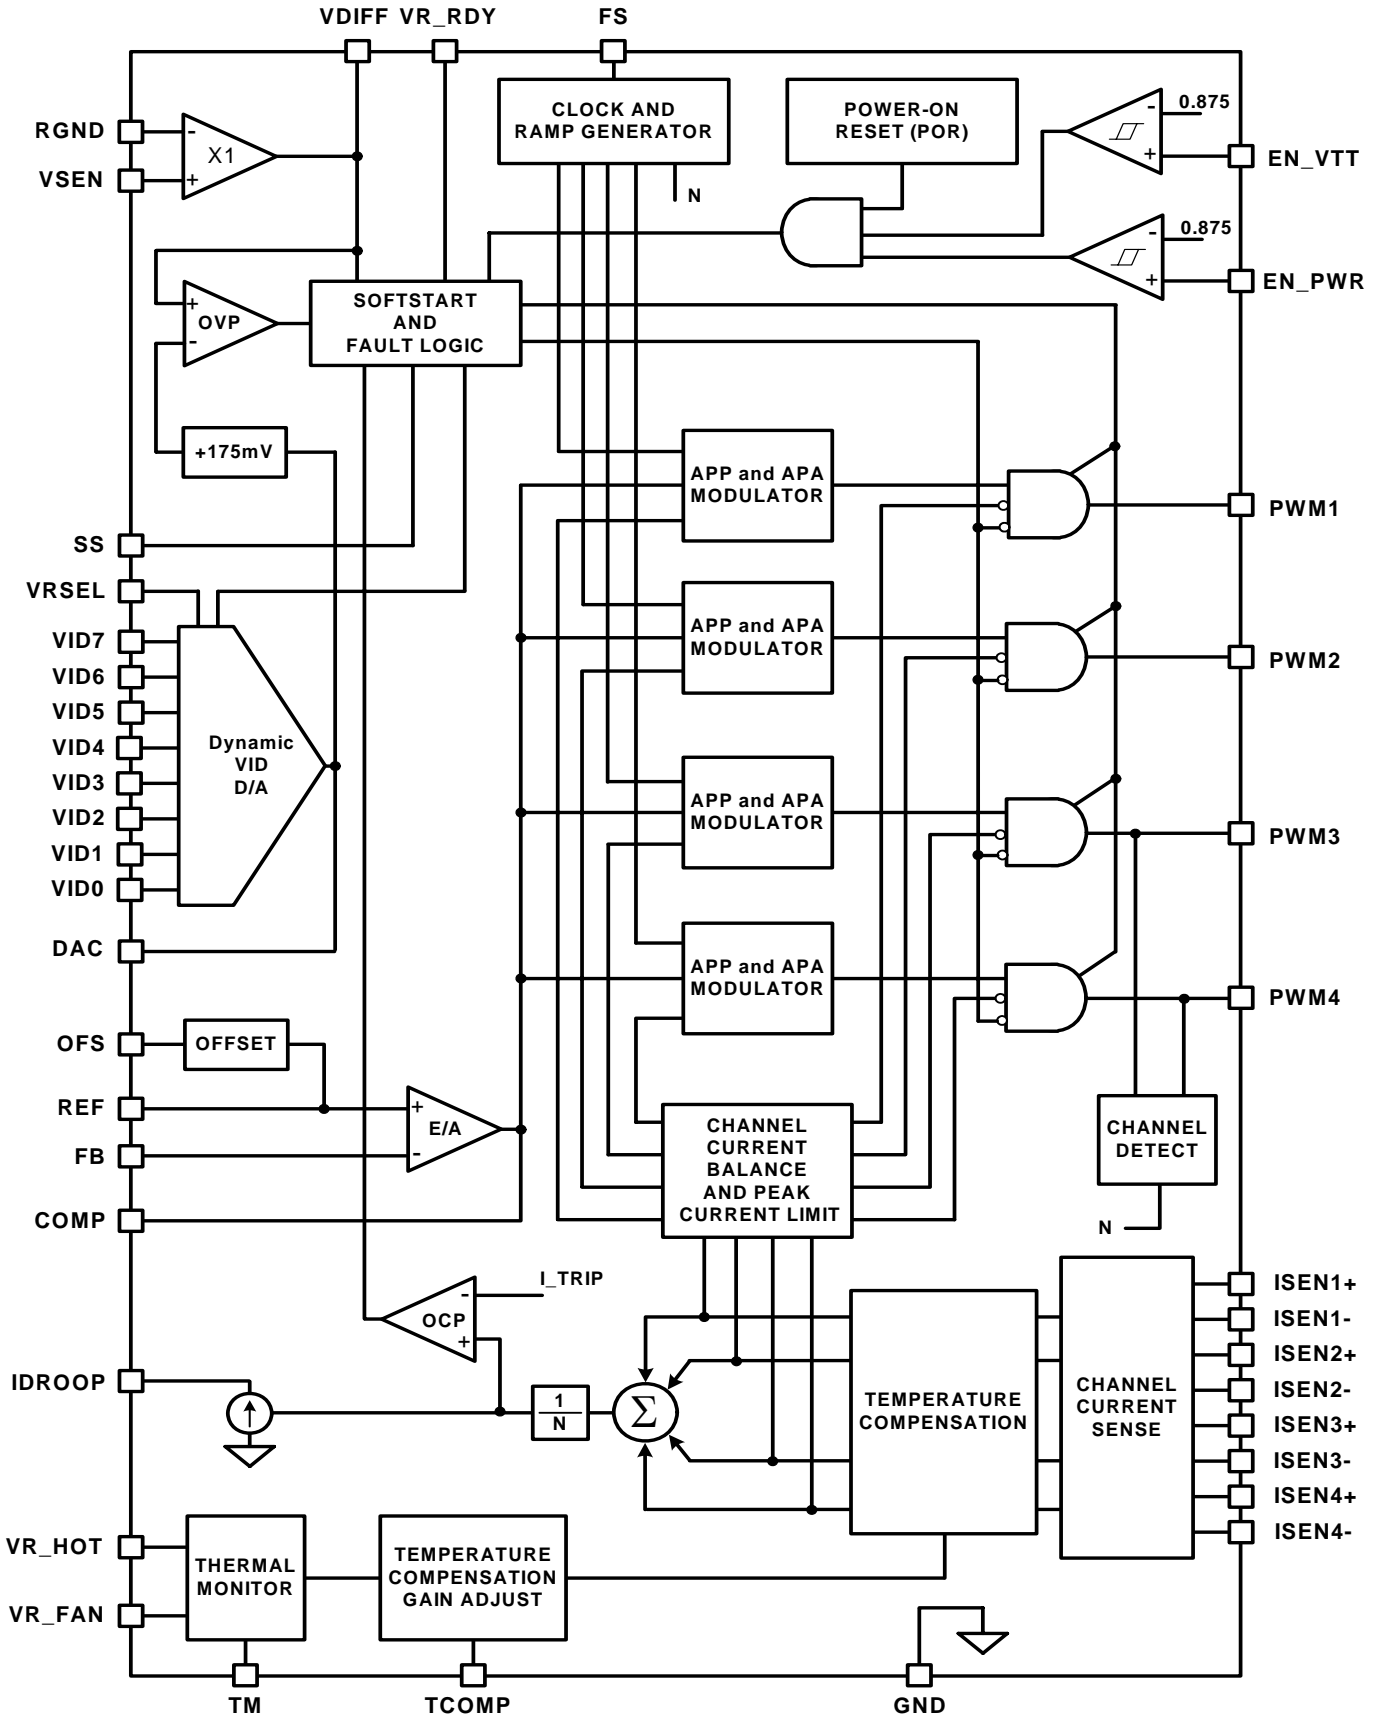 VDIFF VR_RDY FS
CLOCK AND
RAMP GENERATOR
POWER-ON
RESET (POR)
-
0.875
+
EN_VTT
RGND
-
X1
VSEN
+
N
-
0.875
+
EN_PWR
SOFTSTART
AND
FAULT LOGIC
+
OVP
-
+175mV
APP and APA
MODULATOR
PWM1
SS
VRSEL
VID7
VID6
VID5
VID4
VID3
VID2
VID1
VID0
Dynamic
VID
D/A
APP and APA
MODULATOR
PWM2
APP and APA
MODULATOR
PWM3
DAC
APP and APA
MODULATOR
PWM4
OFS
OFFSET
REF
+
E/A
FB
-
COMP
CHANNEL
CURRENT
BALANCE
AND PEAK
CURRENT LIMIT
CHANNEL
DETECT
N
I_TRIP
-
OCP
+
IDROOP
1
N
Σ
TEMPERATURE
COMPENSATION
CHANNEL
CURRENT
SENSE
ISEN1+
ISEN1-
ISEN2+
ISEN2-
ISEN3+
ISEN3-
ISEN4+
ISEN4-
VR_HOT
VR_FAN
THERMAL
MONITOR
TEMPERATURE
COMPENSATION
GAIN ADJUST
TM
TCOMP
GND